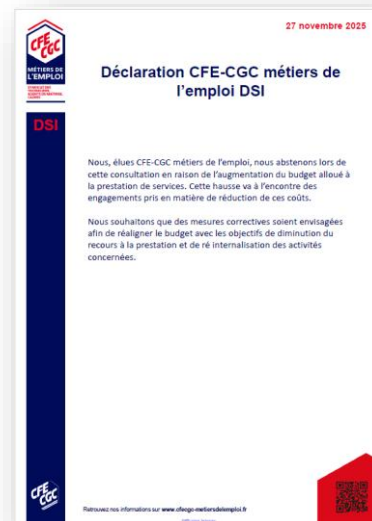 27 novembre 2025
CFE
CGC
MÉTIERS DE
L'EMPLOI
DSI
Déclaration CFE-CGC métiers de
l'emploi DSI
Nous, élues CFE-CGC métiers de l'emploi, nous abstenons lors de
cette consultation en raison de l'augmentation du budget alloué à
la prestation de services. Cette hausse va à l'encontre des
engagements pris en matière de réduction de ces coûts.
Nous souhaitons que des mesures correctives soient envisagées
afin de réaligner le budget avec les objectifs de diminution du
recours à la prestation et de ré internalisation des activités
concernées.
CFE
CGC
Retrouvez nos informations sur www.cfecgc-metiersdelemploi.fr